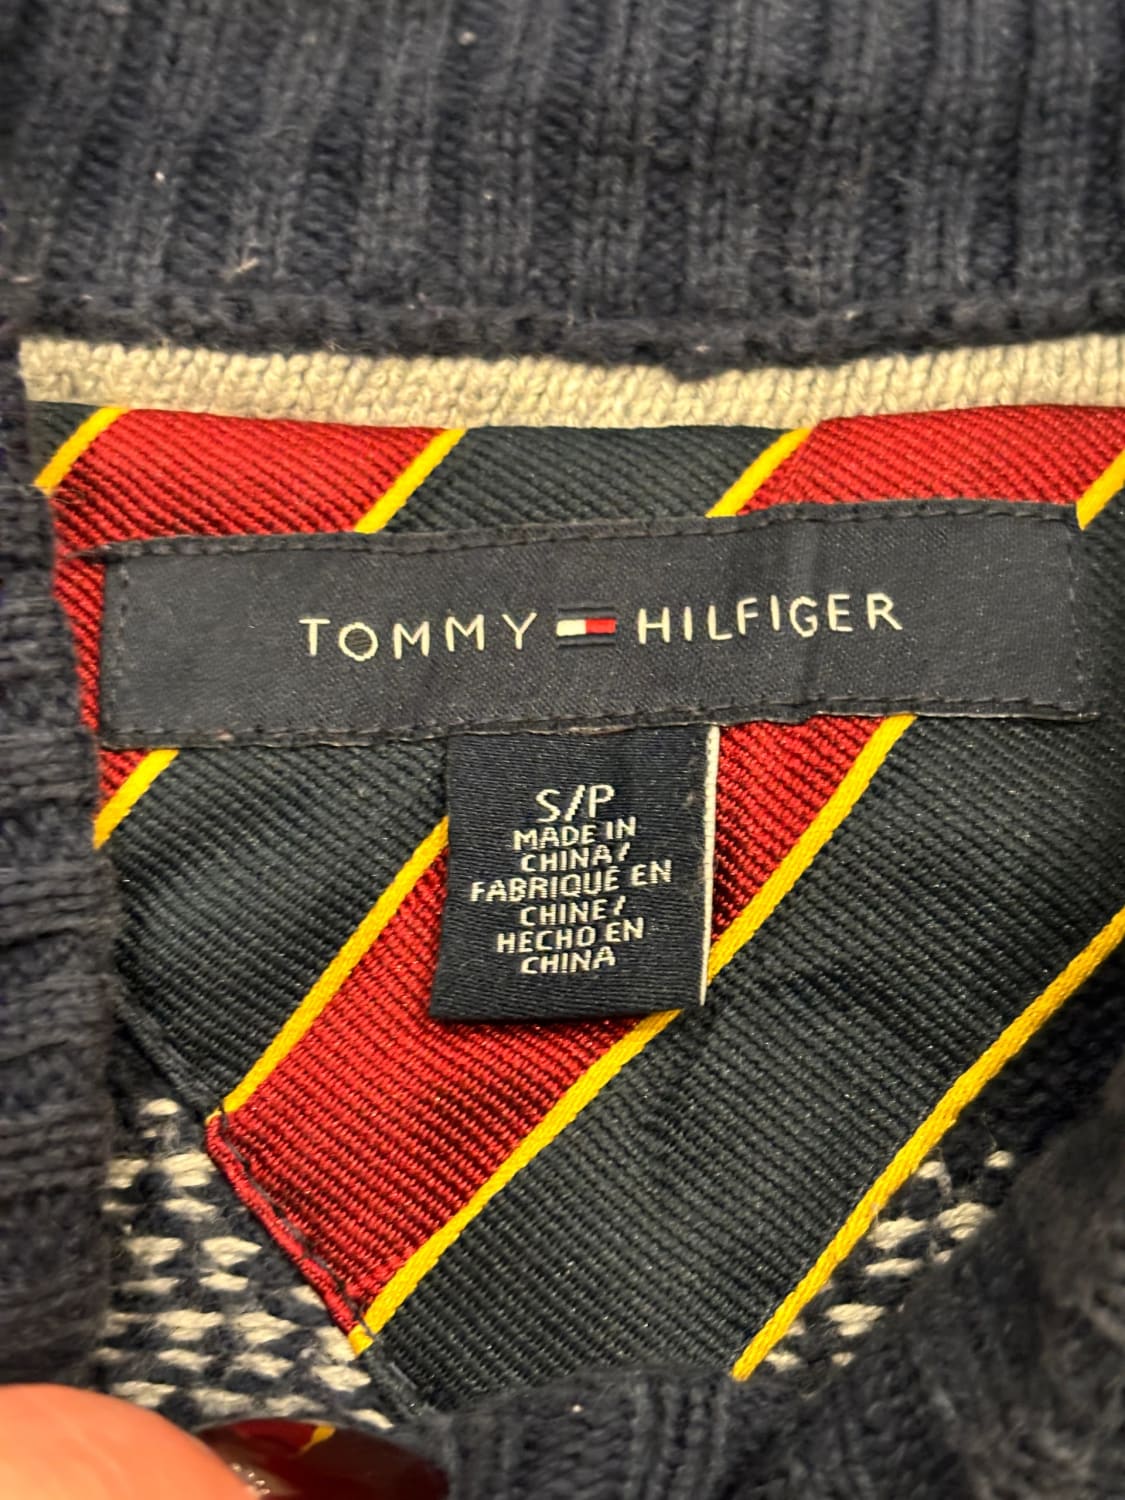 TOMMY HILFIGER
S/P
MADE IN
CHINA/
FABRIQUÉ EN
CHINE/
HECHO EN
CHINA